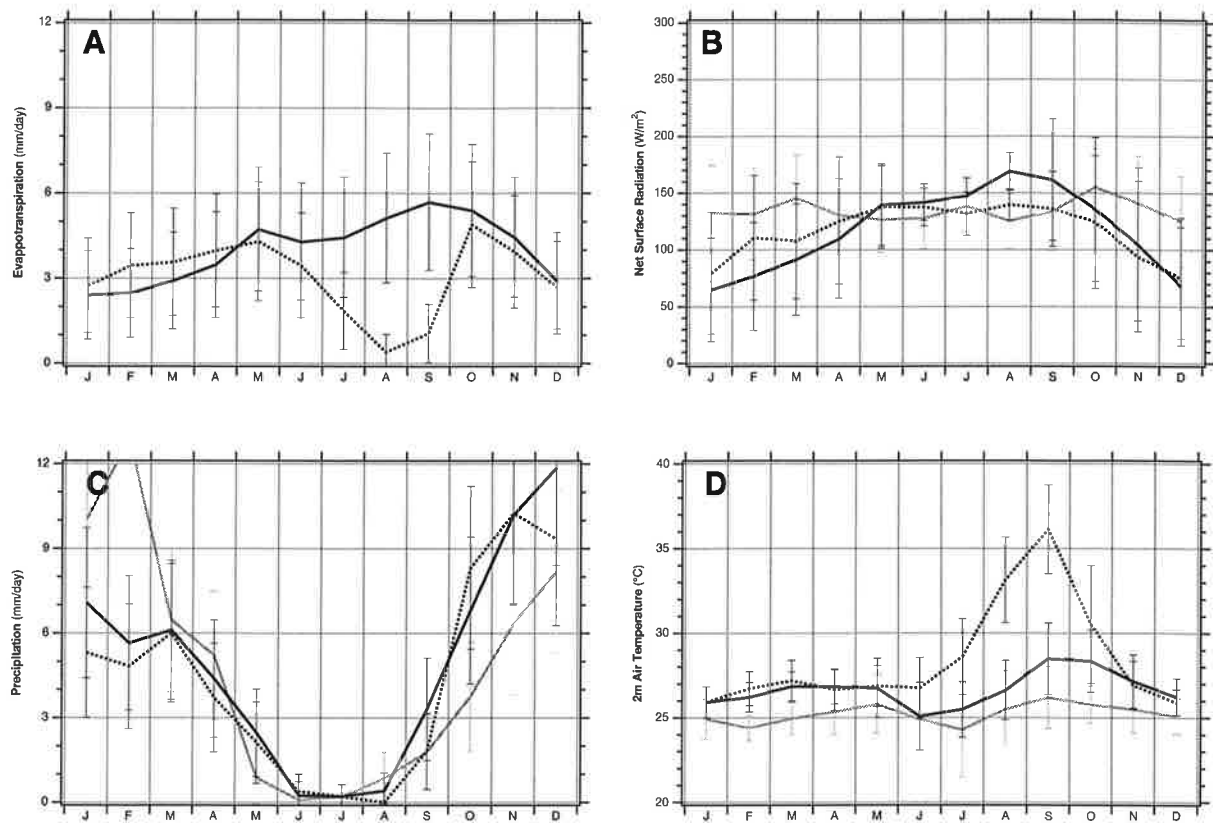 A
12
9
6
3
0
Evappotranspiration (mm/day)
J F M A M J J A S O N D
B
300
250
200
150
100
50
0
Net Surface Radiation (W/m²)
J F M A M J J A S O N D
C
12
9
6
3
0
Precipitation (mm/day)
J F M A M J J A S O N D
D
40
35
30
25
20
2m Air Temperature (°C)
J F M A M J J A S O N D